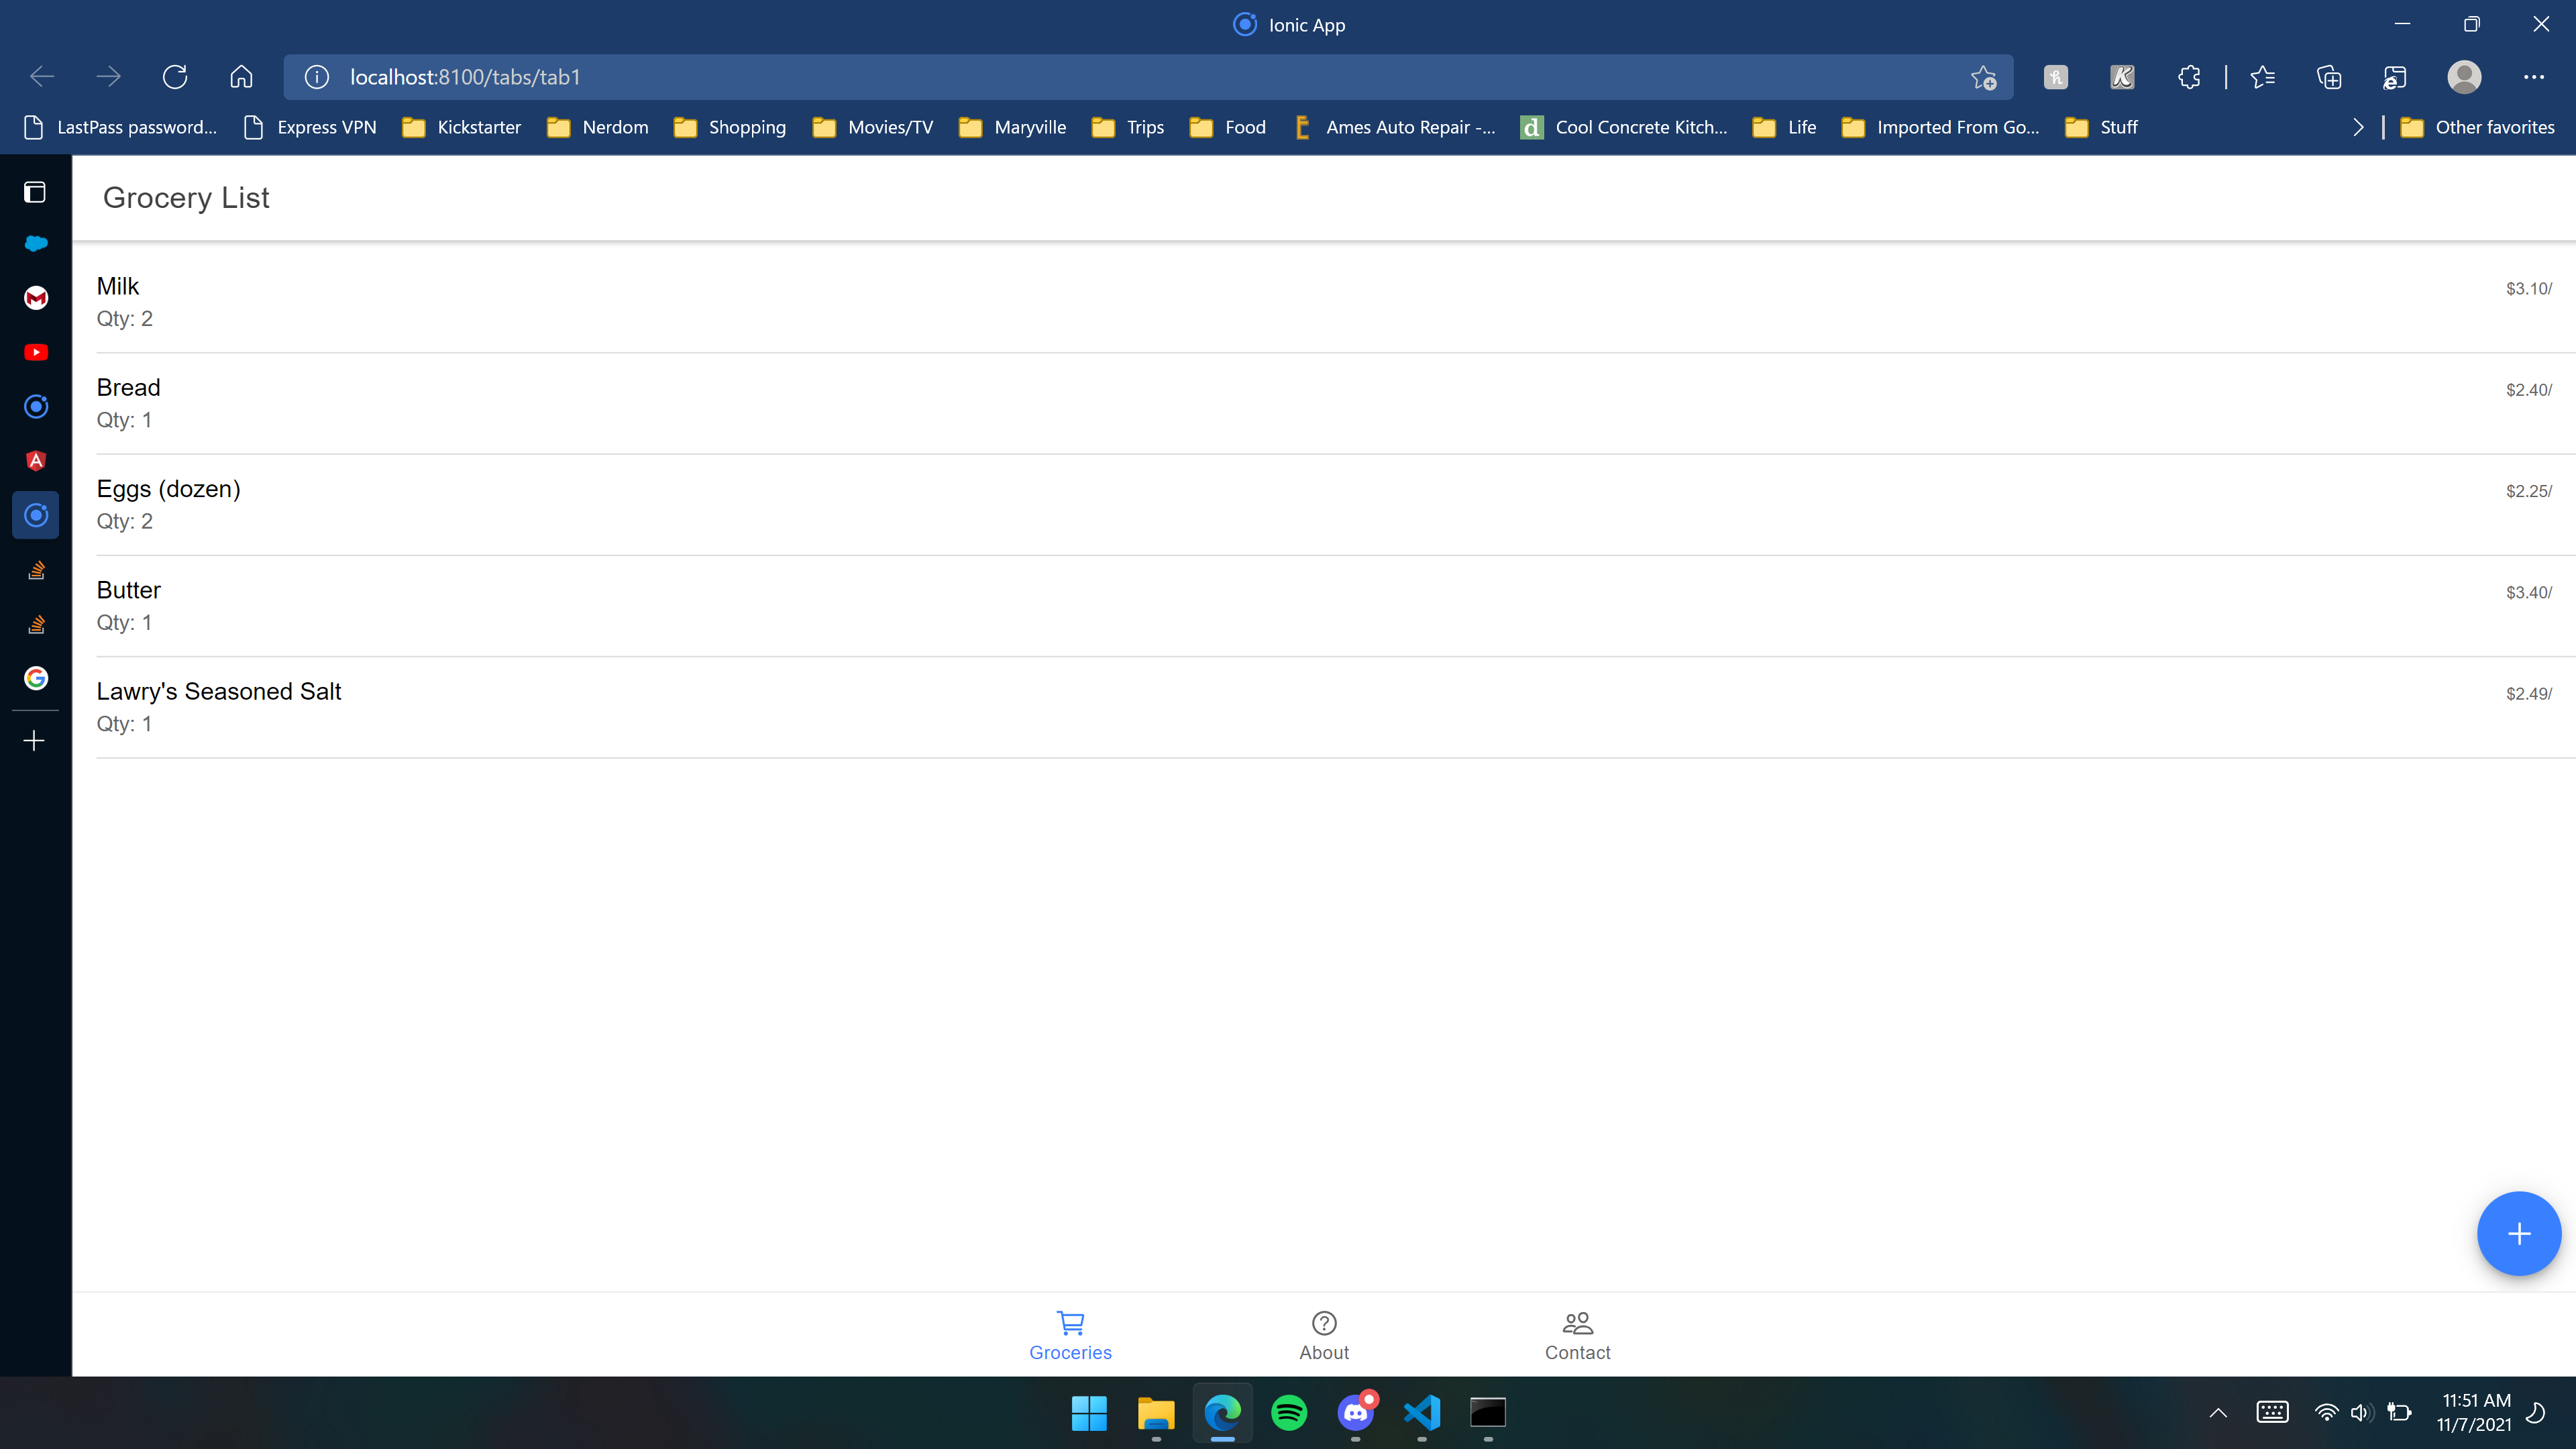 Ionic App
localhost:8100/tabs/tab1
LastPass password... Express VPN Kickstarter Nerdom Shopping Movies/TV Maryville Trips Food Ames Auto Repair -... Cool Concrete Kitch... Life Imported From Go... Stuff Other favorites
Grocery List
Milk $3.10/
Qty: 2
Bread $2.40/
Qty: 1
Eggs (dozen) $2.25/
Qty: 2
Butter $3.40/
Qty: 1
Lawry's Seasoned Salt $2.49/
Qty: 1
Groceries About Contact
11:51 AM
11/7/2021